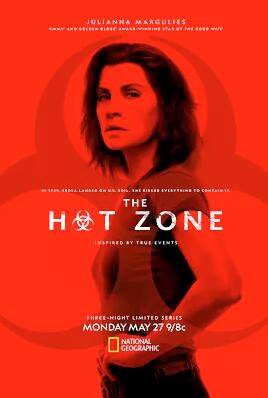 JULIANNA MARGULIES
EMMY AND GOLDEN GLOBE AWARD-WINNING STAR OF THE GOOD WIFE
IN 1989, EBOLA LANDED ON U.S. SOIL. SHE RISKED EVERYTHING TO CONTAIN IT.
THE
HOT ZONE
INSPIRED BY TRUE EVENTS
THREE-NIGHT LIMITED SERIES
MONDAY MAY 27 9/8c
NATIONAL
GEOGRAPHIC